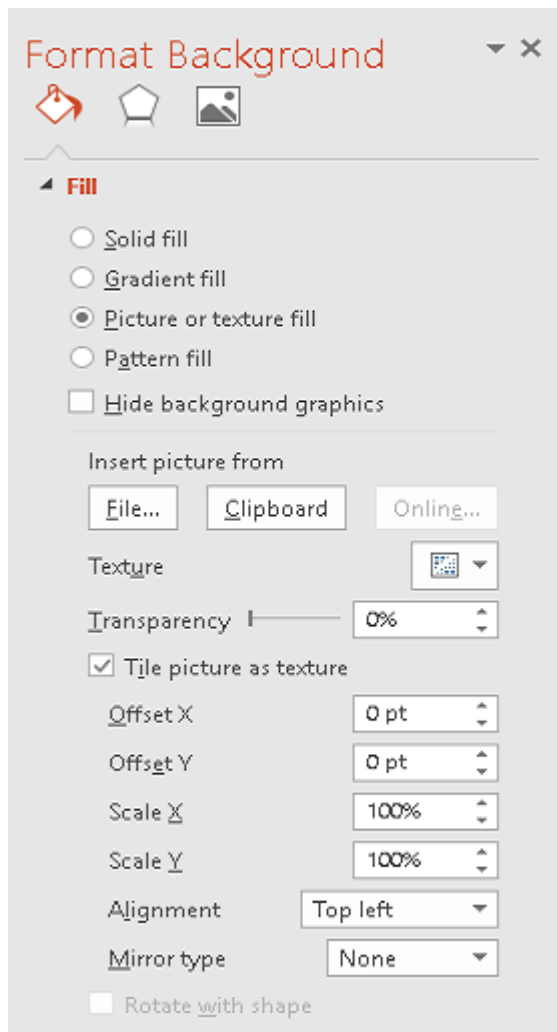 Format Background
Fill
Solid fill
Gradient fill
Picture or texture fill
Pattern fill
Hide background graphics
Insert picture from
File... Clipboard Online...
Texture
Transparency 0%
Tile picture as texture
Offset X 0 pt
Offset Y 0 pt
Scale X 100%
Scale Y 100%
Alignment Top left
Mirror type None
Rotate with shape